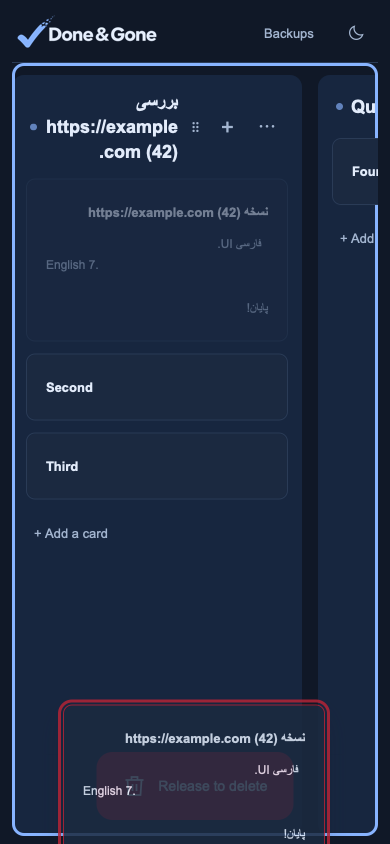 Done & Gone
Backups
بررسی
https://example
.com (42)
نسخه https://example.com (42)
فارسی UI.
English 7.
پایان!
Second
Third
+ Add a card
Qu
Four
+ Add
نسخه https://example.com (42)
فارسی UI.
English 7.
Release to delete
پایان!